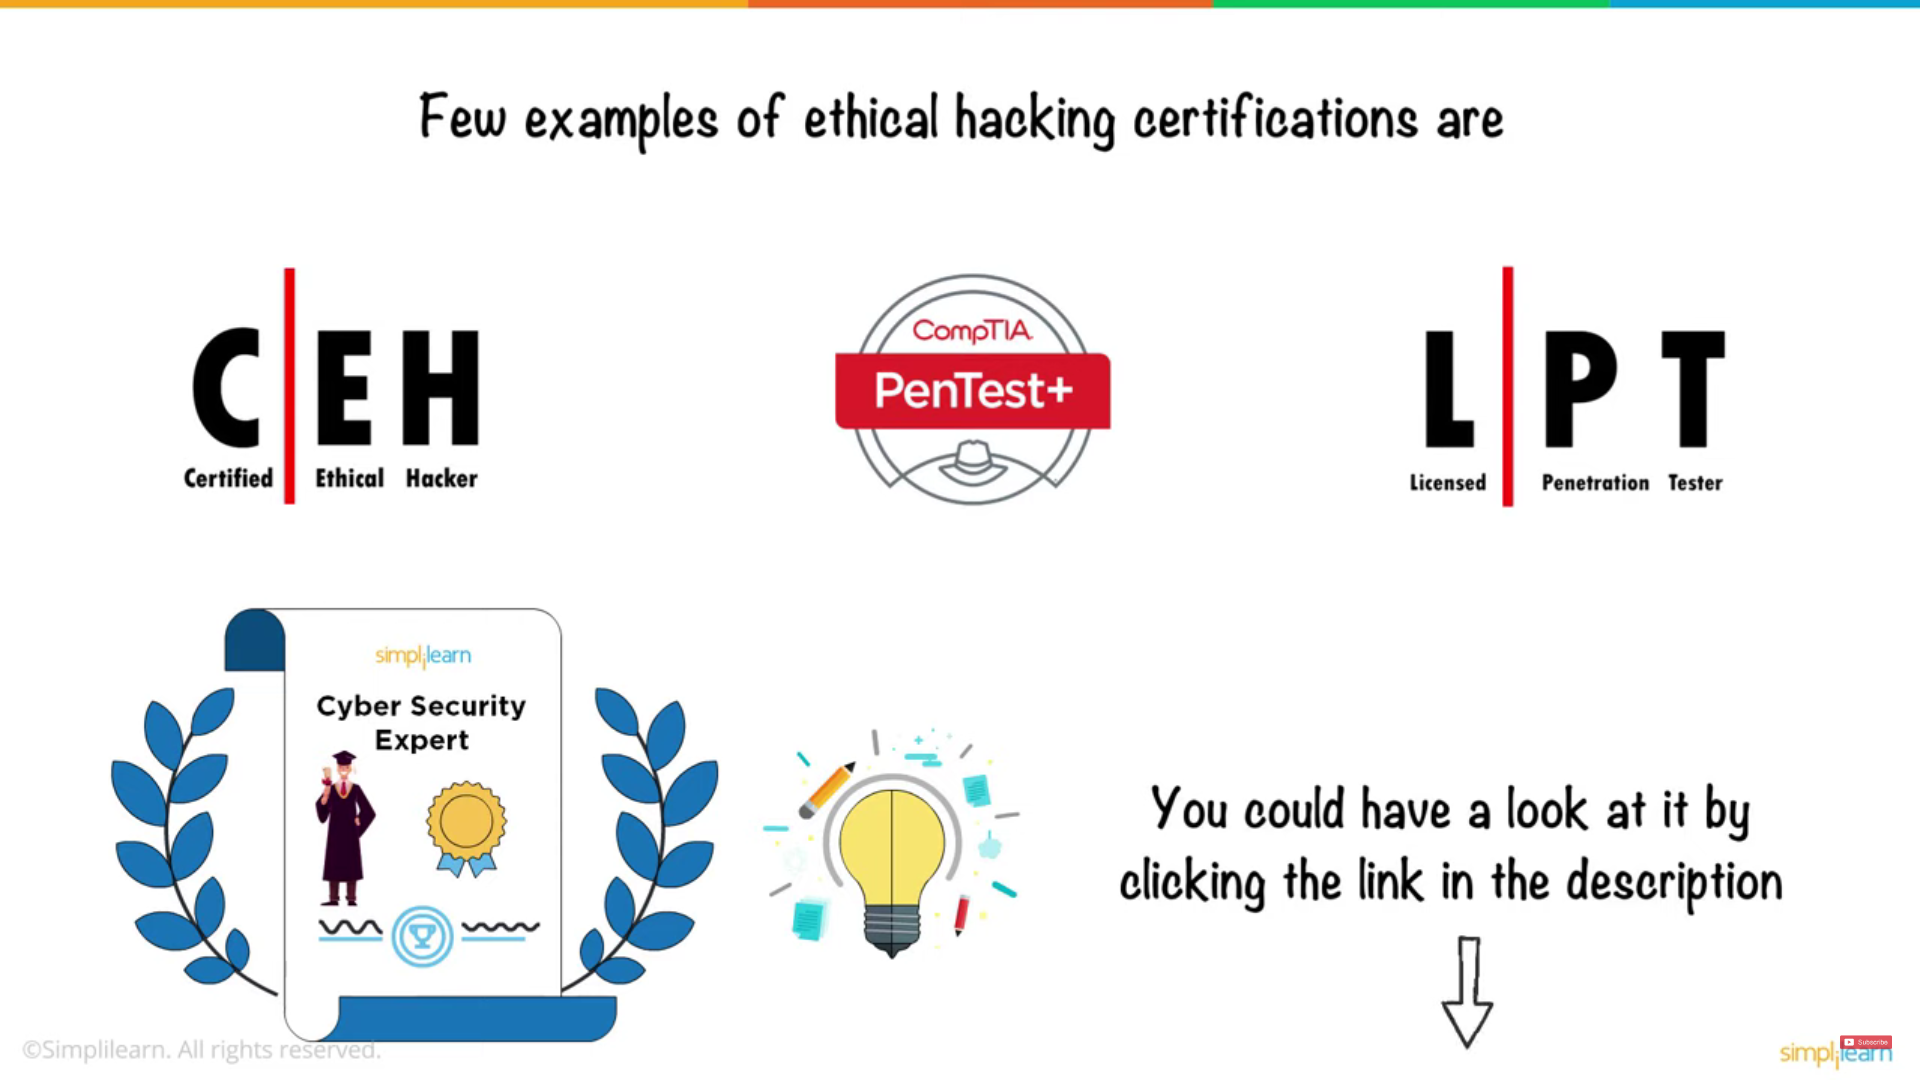 Few examples of ethical hacking certifications are
C E H
Certified Ethical Hacker
CompTIA.
PenTest+
L P T
Licensed Penetration Tester
simplilearn
Cyber Security
Expert
You could have a look at it by
clicking the link in the description
©Simplilearn. All rights reserved.
Subscribe
simplilearn